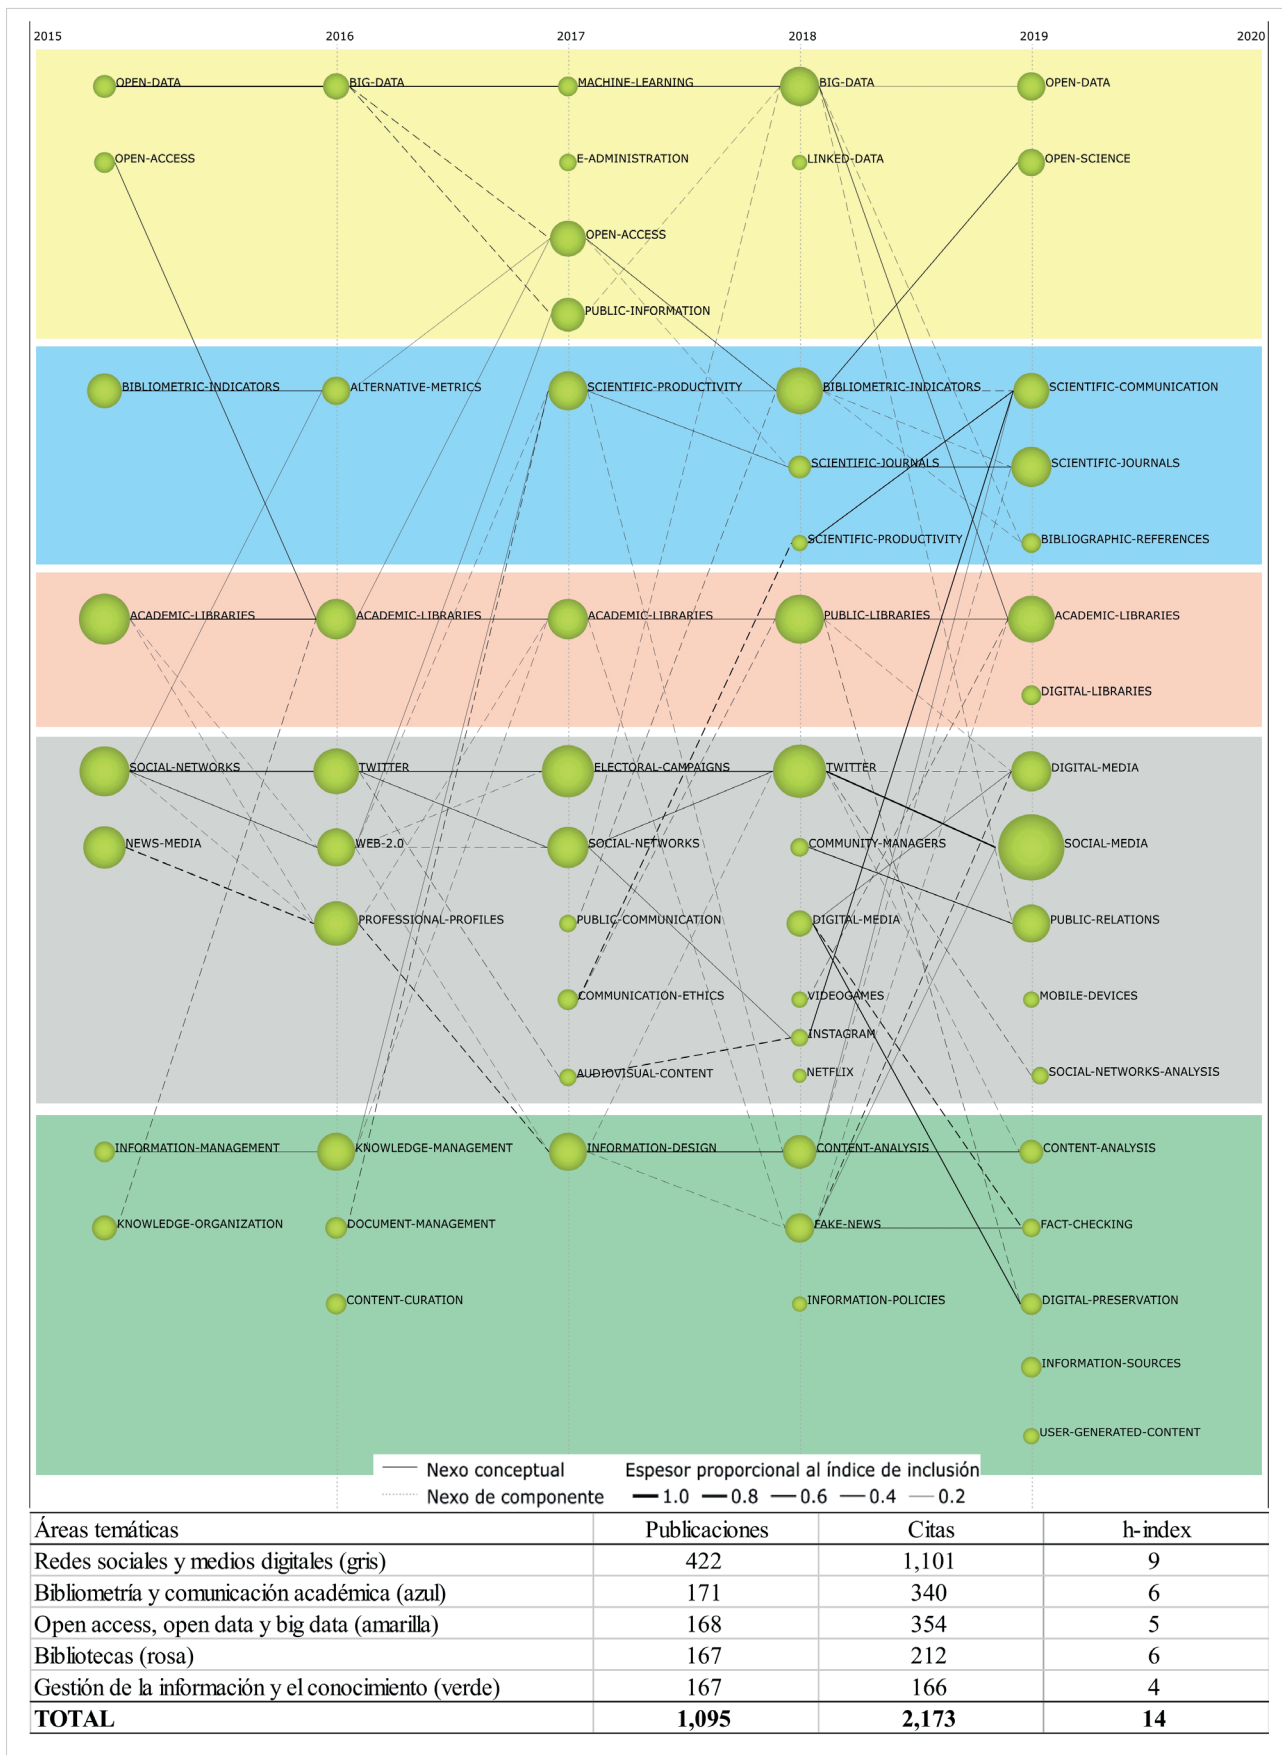 2015 2016 2017 2018 2019 2020
OPEN-DATA BIG-DATA MACHINE-LEARNING BIG-DATA OPEN-DATA
OPEN-ACCESS E-ADMINISTRATION LINKED-DATA OPEN-SCIENCE
OPEN-ACCESS
PUBLIC-INFORMATION
BIBLIOMETRIC-INDICATORS ALTERNATIVE-METRICS SCIENTIFIC-PRODUCTIVITY BIBLIOMETRIC-INDICATORS SCIENTIFIC-COMMUNICATION
SCIENTIFIC-JOURNALS SCIENTIFIC-JOURNALS
SCIENTIFIC-PRODUCTIVITY BIBLIOGRAPHIC-REFERENCES
ACADEMIC-LIBRARIES ACADEMIC-LIBRARIES ACADEMIC-LIBRARIES PUBLIC-LIBRARIES ACADEMIC-LIBRARIES
DIGITAL-LIBRARIES
SOCIAL-NETWORKS TWITTER ELECTORAL-CAMPAIGNS TWITTER DIGITAL-MEDIA
NEWS-MEDIA WEB-2.0 SOCIAL-NETWORKS COMMUNITY-MANAGERS SOCIAL-MEDIA
PROFESSIONAL-PROFILES PUBLIC-COMMUNICATION DIGITAL-MEDIA PUBLIC-RELATIONS
COMMUNICATION-ETHICS VIDEOGAMES MOBILE-DEVICES
INSTAGRAM
AUDIOVISUAL-CONTENT NETFLIX SOCIAL-NETWORKS-ANALYSIS
INFORMATION-MANAGEMENT KNOWLEDGE-MANAGEMENT INFORMATION-DESIGN CONTENT-ANALYSIS CONTENT-ANALYSIS
KNOWLEDGE-ORGANIZATION DOCUMENT-MANAGEMENT FAKE-NEWS FACT-CHECKING
CONTENT-CURATION INFORMATION-POLICIES DIGITAL-PRESERVATION
INFORMATION-SOURCES
USER-GENERATED-CONTENT
Nexo conceptual Espesor proporcional al índice de inclusión
Nexo de componente 1.0 0.8 0.6 0.4 0.2
Áreas temáticas Publicaciones Citas h-index
Redes sociales y medios digitales (gris) 422 1,101 9
Bibliometría y comunicación académica (azul) 171 340 6
Open access, open data y big data (amarilla) 168 354 5
Bibliotecas (rosa) 167 212 6
Gestión de la información y el conocimiento (verde) 167 166 4
TOTAL 1,095 2,173 14